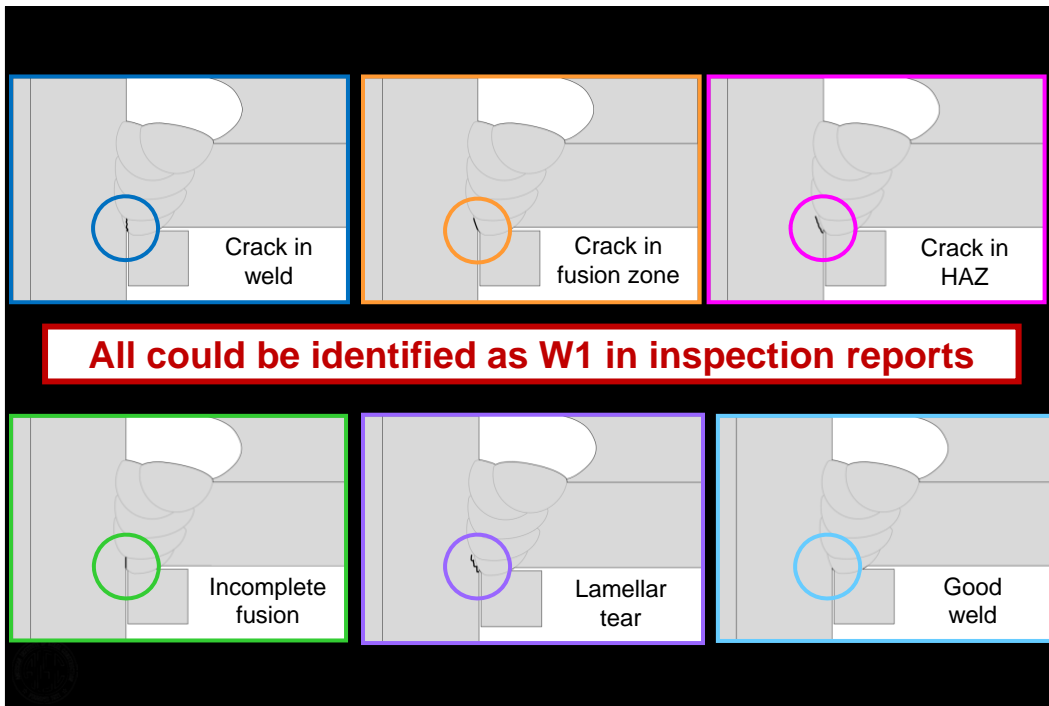 Crack in
weld
Crack in
fusion zone
Crack in
HAZ
All could be identified as W1 in inspection reports
Incomplete
fusion
Lamellar
tear
Good
weld